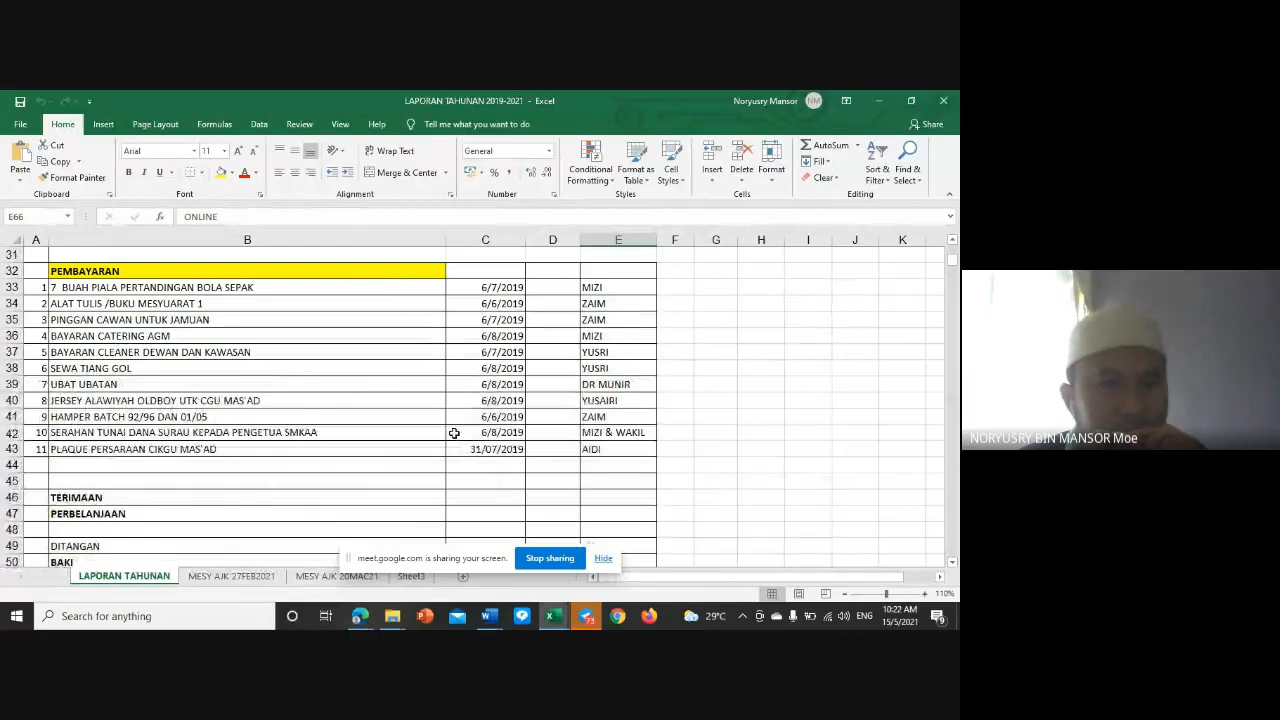 LAPORAN TAHUNAN 2019-2021 - Excel
Noryusry Mansor NM
File Home Insert Page Layout Formulas Data Review View Help Tell me what you want to do Share
Paste Cut Copy Format Painter Clipboard
Arial 11 A A B I U A Font
Wrap Text Merge & Center Alignment
General % Number
Conditional Formatting Format as Table Cell Styles Styles
Insert Delete Format Cells
AutoSum Fill Clear Sort & Filter Find & Select Editing
E66 fx ONLINE
A B C D E F G H I J K
31
32 PEMBAYARAN
33 1 7 BUAH PIALA PERTANDINGAN BOLA SEPAK 6/7/2019 MIZI
34 2 ALAT TULIS /BUKU MESYUARAT 1 6/6/2019 ZAIM
35 3 PINGGAN CAWAN UNTUK JAMUAN 6/7/2019 ZAIM
36 4 BAYARAN CATERING AGM 6/8/2019 MIZI
37 5 BAYARAN CLEANER DEWAN DAN KAWASAN 6/7/2019 YUSRI
38 6 SEWA TIANG GOL 6/8/2019 YUSRI
39 7 UBAT UBATAN 6/8/2019 DR MUNIR
40 8 JERSEY ALAWIYAH OLDBOY UTK CGU MAS'AD 6/8/2019 YUSAIRI
41 9 HAMPER BATCH 92/96 DAN 01/05 6/6/2019 ZAIM
42 10 SERAHAN TUNAI DANA SURAU KEPADA PENGETUA SMKAA 6/8/2019 MIZI & WAKIL
43 11 PLAQUE PERSARAAN CIKGU MAS'AD 31/07/2019 AIDI
44
45
46 TERIMAAN
47 PERBELANJAAN
48
49 DITANGAN
50 BAKI
meet.google.com is sharing your screen. Stop sharing Hide
LAPORAN TAHUNAN MESY AJK 27FEB2021 MESY AJK 20MAC21 Sheet3
110%
Search for anything 73 29°C ENG 10:22 AM 15/5/2021 9
NORYUSRY BIN MANSOR Moe